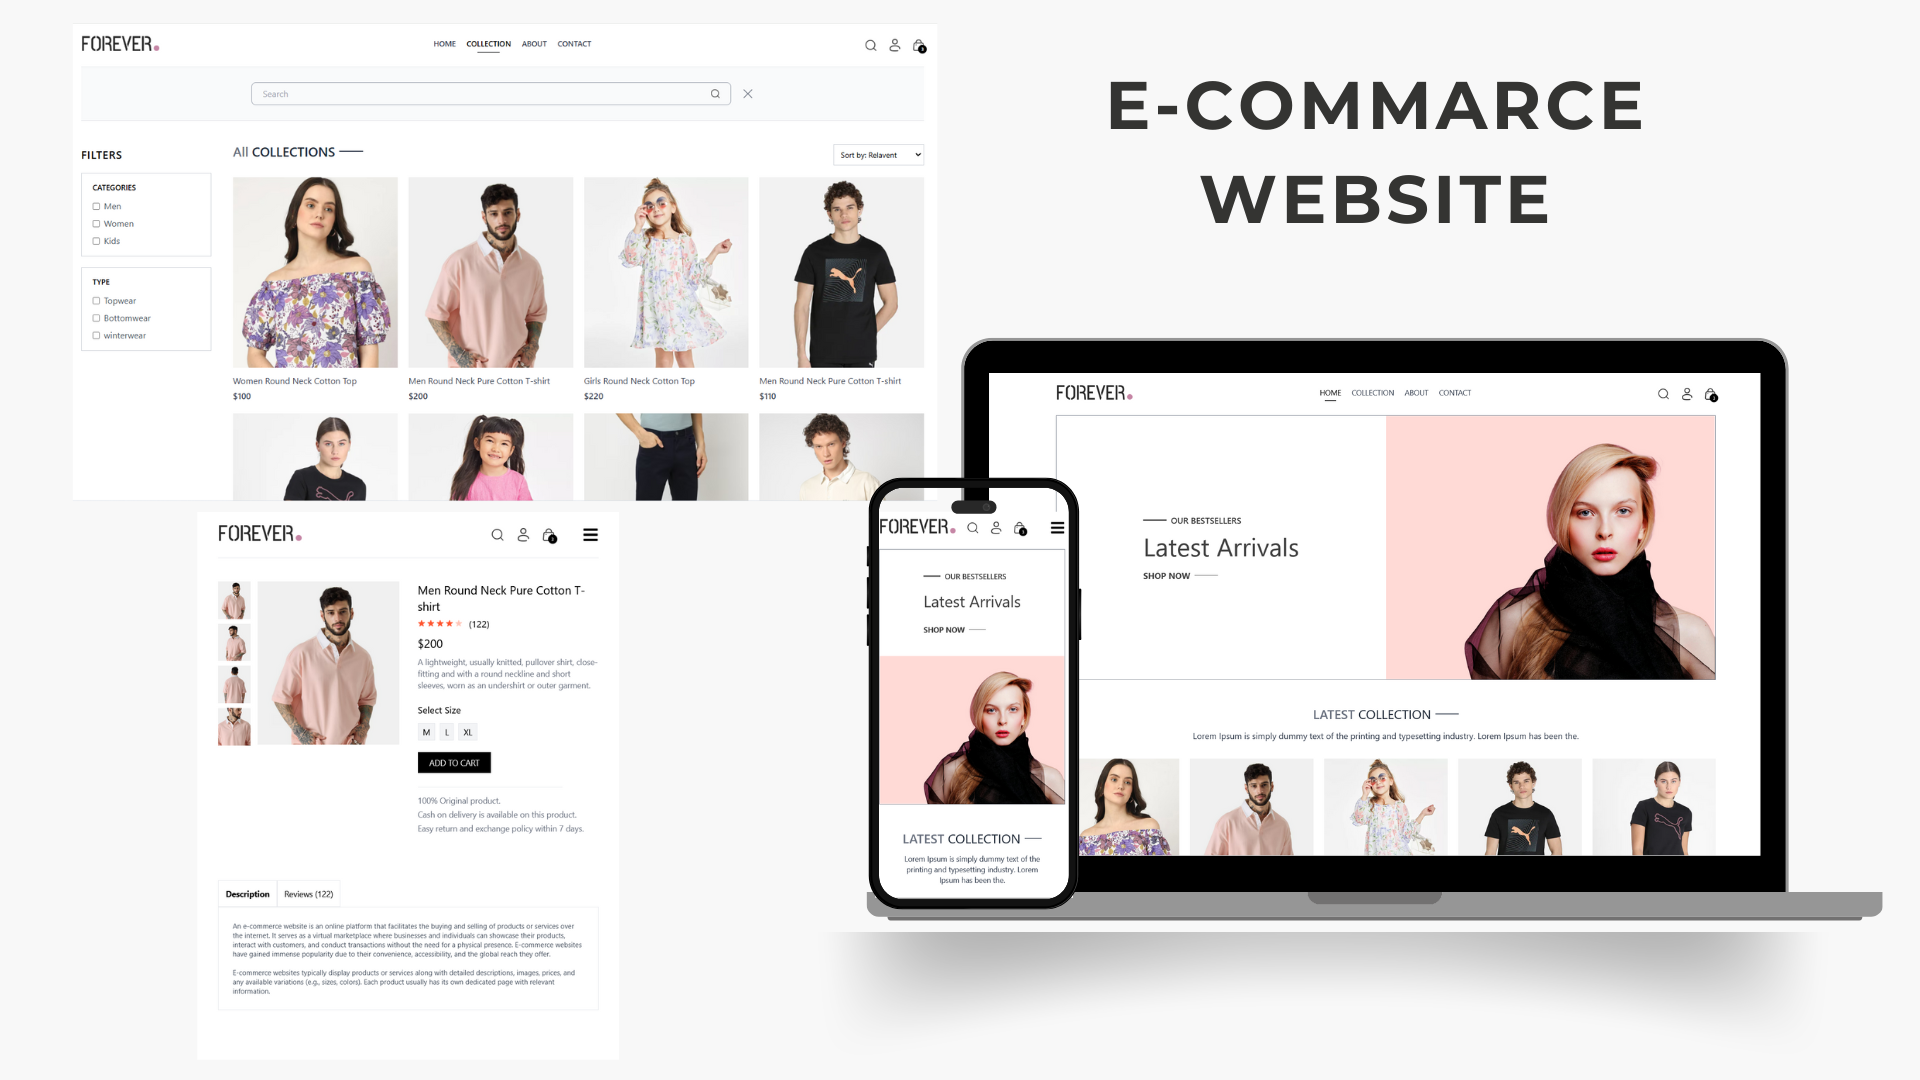 FOREVER.
HOME COLLECTION ABOUT CONTACT
3
Search
FILTERS
CATEGORIES
Men
Women
Kids
TYPE
Topwear
Bottomwear
winterwear
All COLLECTIONS
Sort by: Relavent
Women Round Neck Cotton Top
$100
Men Round Neck Pure Cotton T-shirt
$200
Girls Round Neck Cotton Top
$220
PUMA
Men Round Neck Pure Cotton T-shirt
$110
E-COMMARCE
WEBSITE
FOREVER.
3
Men Round Neck Pure Cotton T-
shirt
(122)
$200
A lightweight, usually knitted, pullover shirt, close-
fitting and with a round neckline and short
sleeves, worn as an undershirt or outer garment.
Select Size
M L XL
ADD TO CART
100% Original product.
Cash on delivery is available on this product.
Easy return and exchange policy within 7 days.
Description Reviews (122)
An e-commerce website is an online platform that facilitates the buying and selling of products or services over
the internet. It serves as a virtual marketplace where businesses and individuals can showcase their products,
interact with customers, and conduct transactions without the need for a physical presence. E-commerce websites
have gained immense popularity due to their convenience, accessibility, and the global reach they offer.
E-commerce websites typically display products or services along with detailed descriptions, images, prices, and
any available variations (e.g., sizes, colors). Each product usually has its own dedicated page with relevant
information.
FOREVER.
3
OUR BESTSELLERS
Latest Arrivals
SHOP NOW
LATEST COLLECTION
Lorem Ipsum is simply dummy text of the
printing and typesetting industry. Lorem
Ipsum has been the.
FOREVER.
HOME COLLECTION ABOUT CONTACT
3
OUR BESTSELLERS
Latest Arrivals
SHOP NOW
LATEST COLLECTION
Lorem Ipsum is simply dummy text of the printing and typesetting industry. Lorem Ipsum has been the.